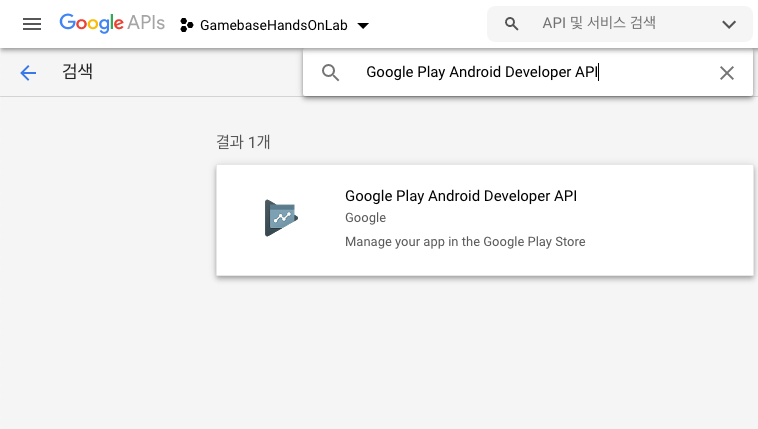 Google APIs
GamebaseHandsOnLab
API 및 서비스 검색
검색
Google Play Android Developer API
결과 1개
Google Play Android Developer API
Google
Manage your app in the Google Play Store